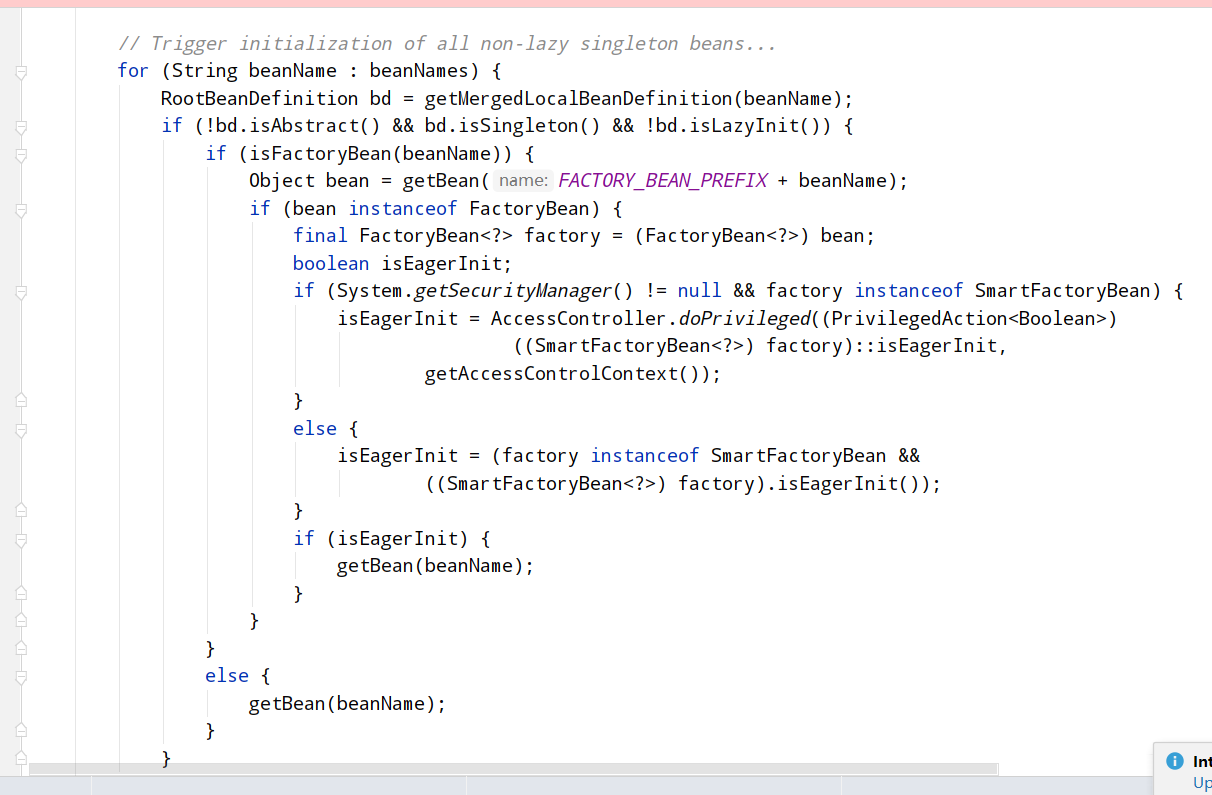 // Trigger initialization of all non-lazy singleton beans...
for (String beanName : beanNames) {
RootBeanDefinition bd = getMergedLocalBeanDefinition(beanName);
if (!bd.isAbstract() && bd.isSingleton() && !bd.isLazyInit()) {
if (isFactoryBean(beanName)) {
Object bean = getBean( name: FACTORY_BEAN_PREFIX + beanName);
if (bean instanceof FactoryBean) {
final FactoryBean<?> factory = (FactoryBean<?>) bean;
boolean isEagerInit;
if (System.getSecurityManager() != null && factory instanceof SmartFactoryBean) {
isEagerInit = AccessController.doPrivileged((PrivilegedAction<Boolean>)
((SmartFactoryBean<?>) factory)::isEagerInit,
getAccessControlContext());
}
else {
isEagerInit = (factory instanceof SmartFactoryBean &&
((SmartFactoryBean<?>) factory).isEagerInit());
}
if (isEagerInit) {
getBean(beanName);
}
}
}
else {
getBean(beanName);
}
}
Int
Up